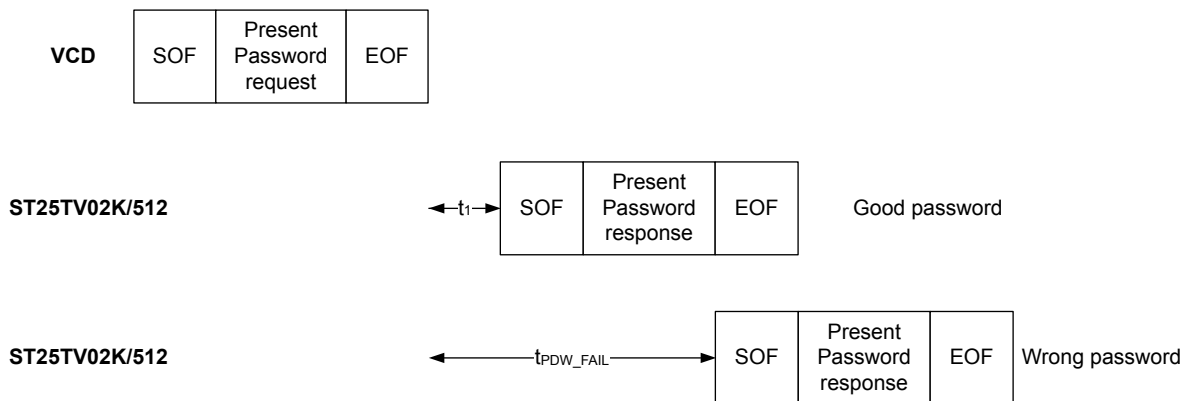 VCD
SOF
Present
Password
request
EOF
ST25TV02K/512
t1
SOF
Present
Password
response
EOF
Good password
ST25TV02K/512
tPDW_FAIL
SOF
Present
Password
response
EOF
Wrong password